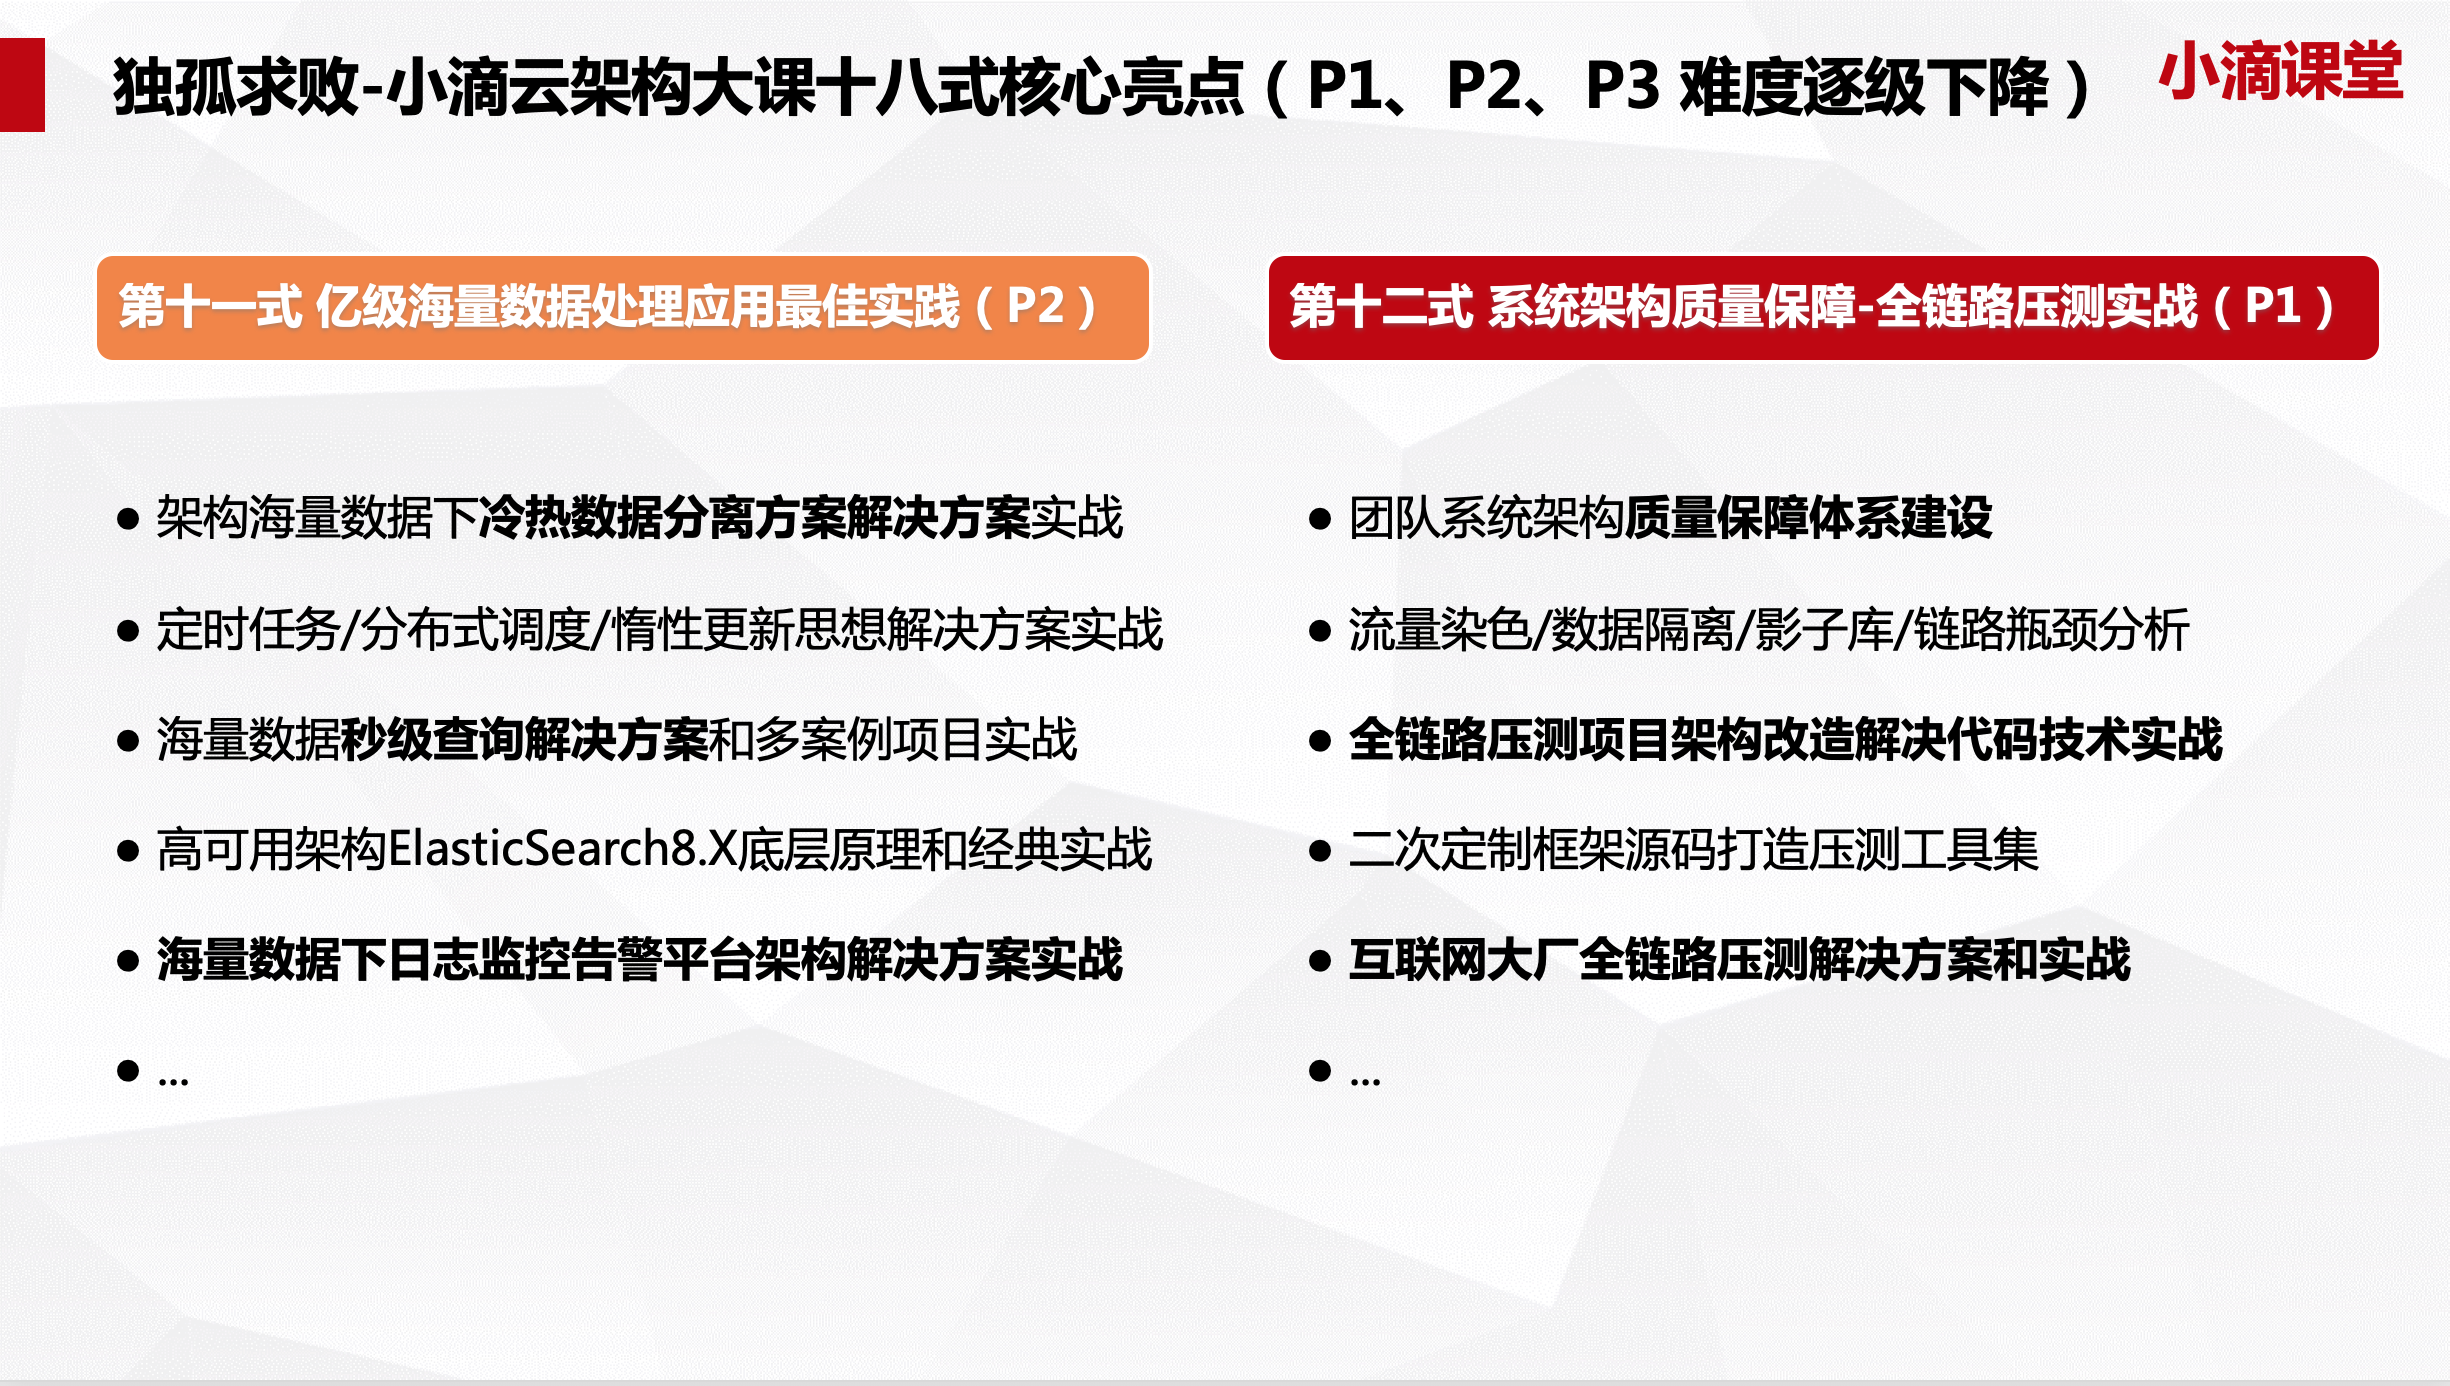 独孤求败-小滴云架构大课十八式核心亮点（P1、P2、P3 难度逐级下降）
小滴课堂
第十一式 亿级海量数据处理应用最佳实践（P2）
● 架构海量数据下冷热数据分离方案解决方案实战
● 定时任务/分布式调度/惰性更新思想解决方案实战
● 海量数据秒级查询解决方案和多案例项目实战
● 高可用架构ElasticSearch8.X底层原理和经典实战
● 海量数据下日志监控告警平台架构解决方案实战
● ...
第十二式 系统架构质量保障-全链路压测实战（P1）
● 团队系统架构质量保障体系建设
● 流量染色/数据隔离/影子库/链路瓶颈分析
● 全链路压测项目架构改造解决代码技术实战
● 二次定制框架源码打造压测工具集
● 互联网大厂全链路压测解决方案和实战
● ...